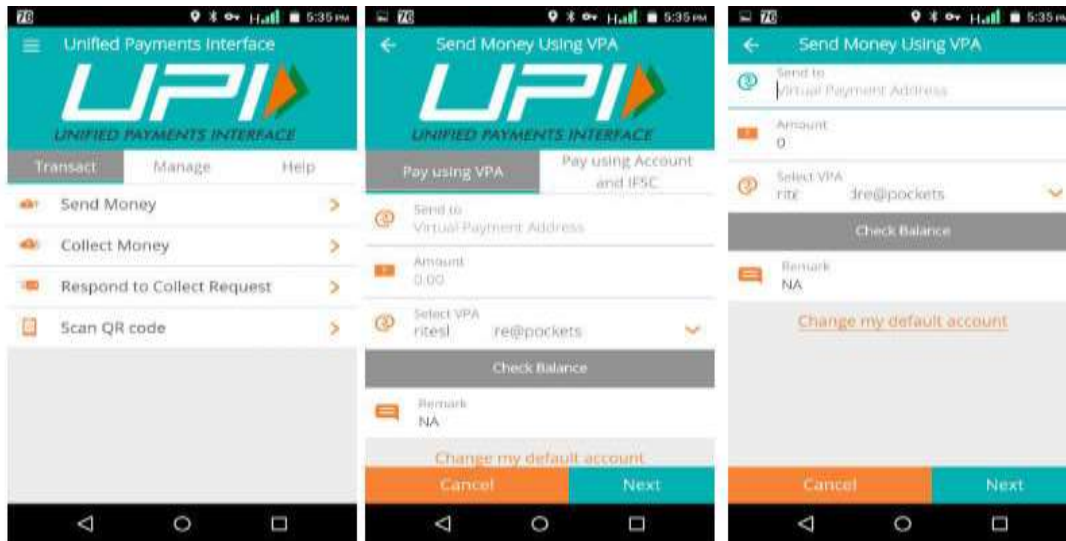 76
5:35 PM
Unified Payments Interface
UPI
UNIFIED PAYMENTS INTERFACE
Transact Manage Help
Send Money
Collect Money
Respond to Collect Request
Scan QR code
5:35 PM
Send Money Using VPA
UPI
UNIFIED PAYMENTS INTERFACE
Pay using VPA
Pay using Account
and IFSC
Send to
Virtual Payment Address
Amount
0.00
Select VPA
re@pockets
Check Balance
Remark
NA
Change my default account
Cancel Next
76
5:35 PM
Send Money Using VPA
Send to
Virtual Payment Address
Amount
0
Select VPA
dre@pockets
Check Balance
Remark
NA
Change my default account
Cancel Next